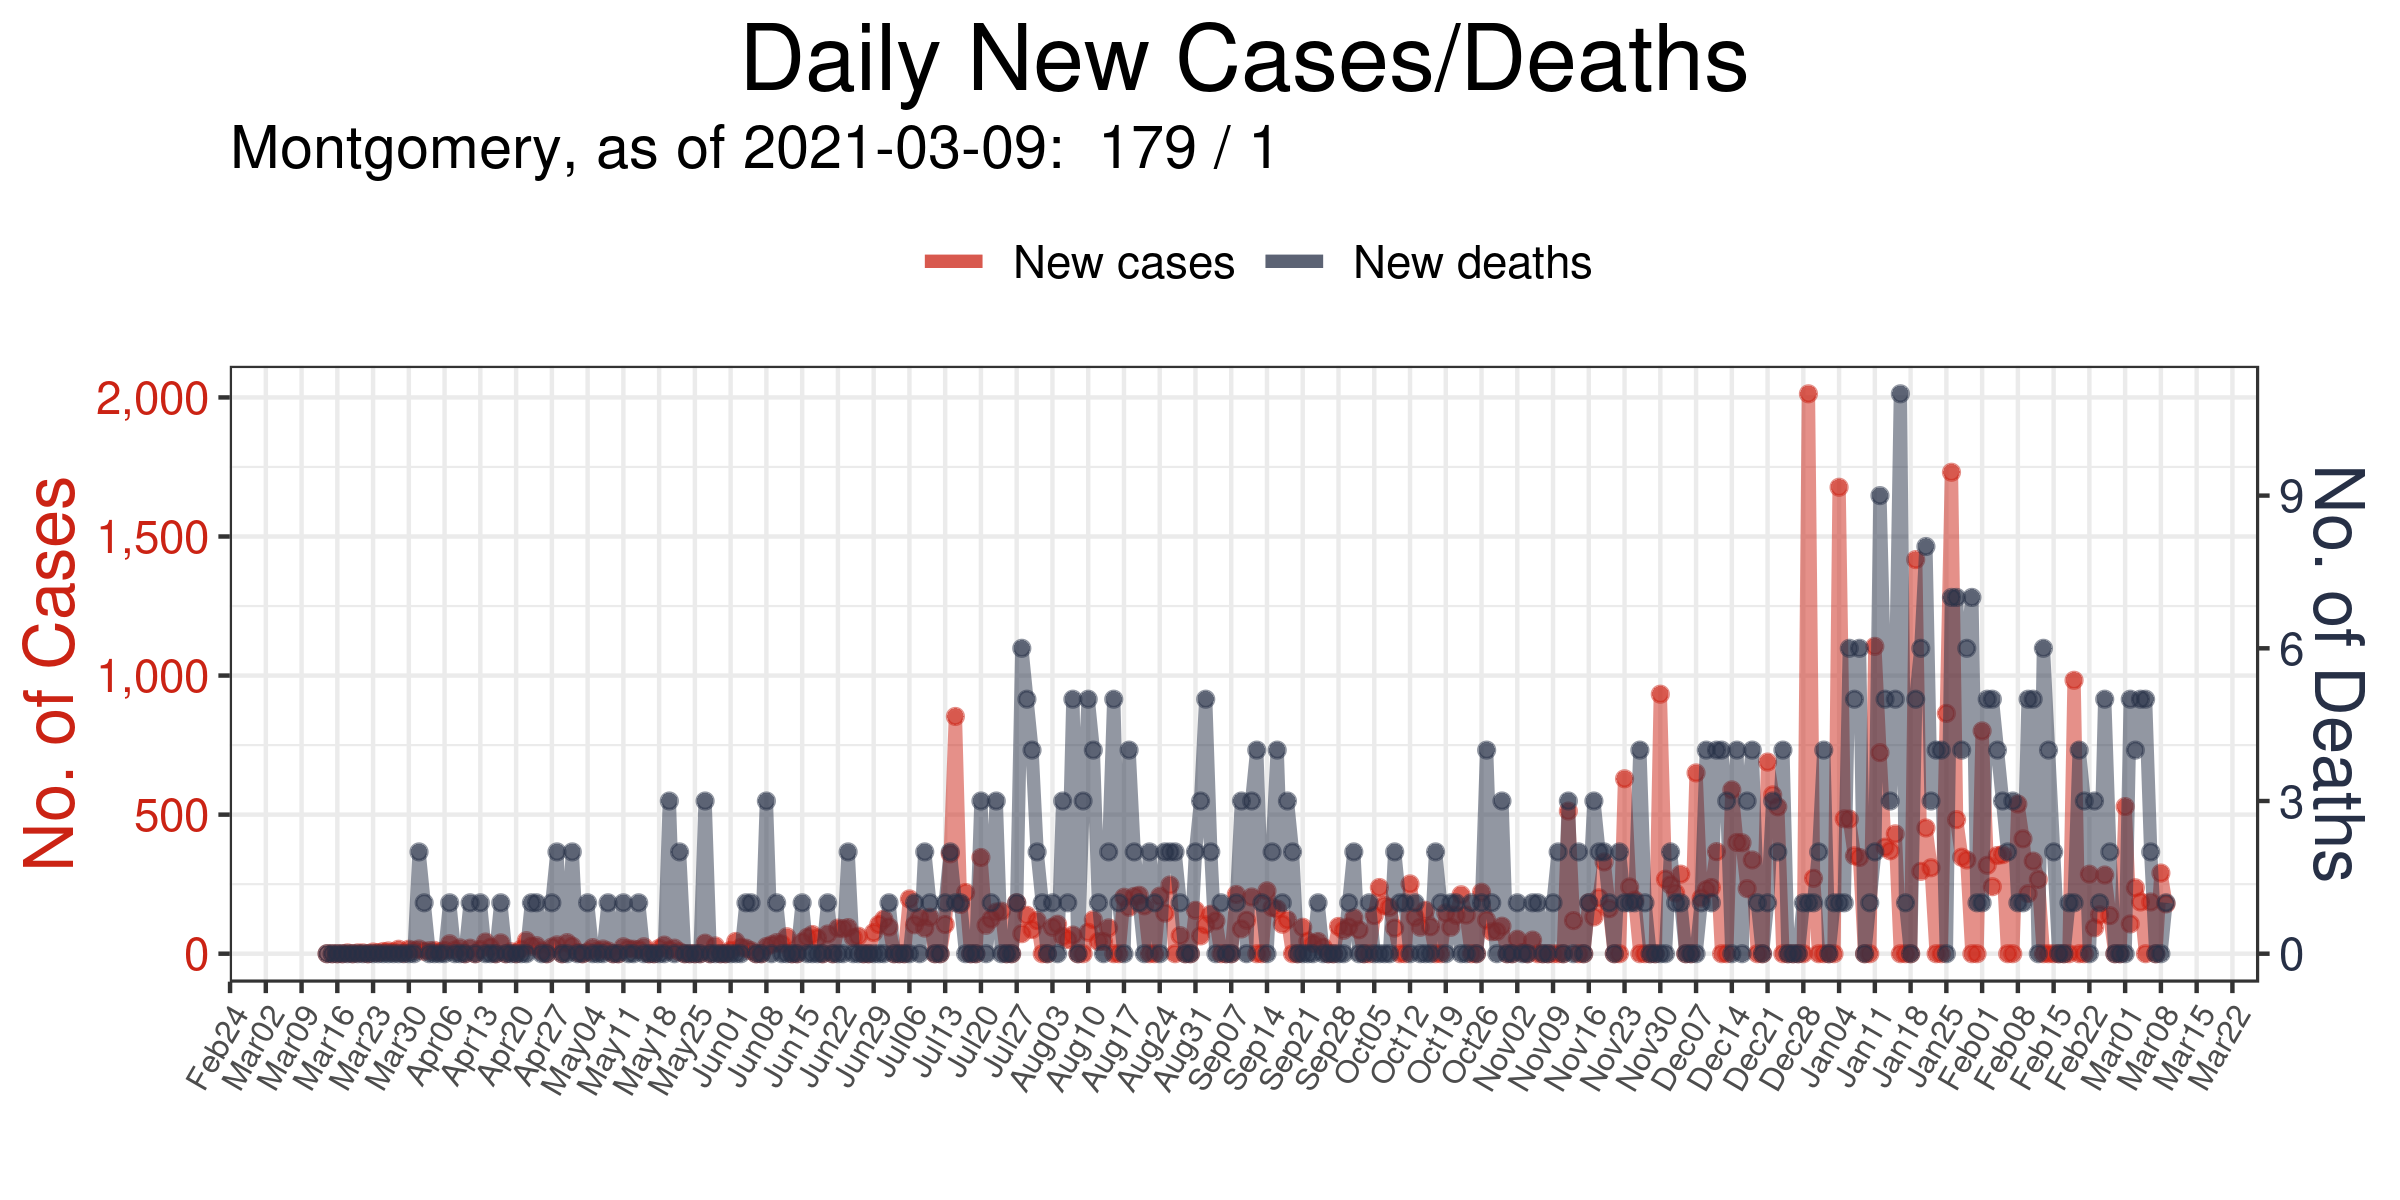 Daily New Cases/Deaths
Montgomery, as of 2021-03-09:  179 / 1
New cases
New deaths
No. of Cases
2,000
1,500
1,000
500
0
9
6
3
0
No. of Deaths
Feb24
Mar02
Mar09
Mar16
Mar23
Mar30
Apr06
Apr13
Apr20
Apr27
May04
May11
May18
May25
Jun01
Jun08
Jun15
Jun22
Jun29
Jul06
Jul13
Jul20
Jul27
Aug03
Aug10
Aug17
Aug24
Aug31
Sep07
Sep14
Sep21
Sep28
Oct05
Oct12
Oct19
Oct26
Nov02
Nov09
Nov16
Nov23
Nov30
Dec07
Dec14
Dec21
Dec28
Jan04
Jan11
Jan18
Jan25
Feb01
Feb08
Feb15
Feb22
Mar01
Mar08
Mar15
Mar22